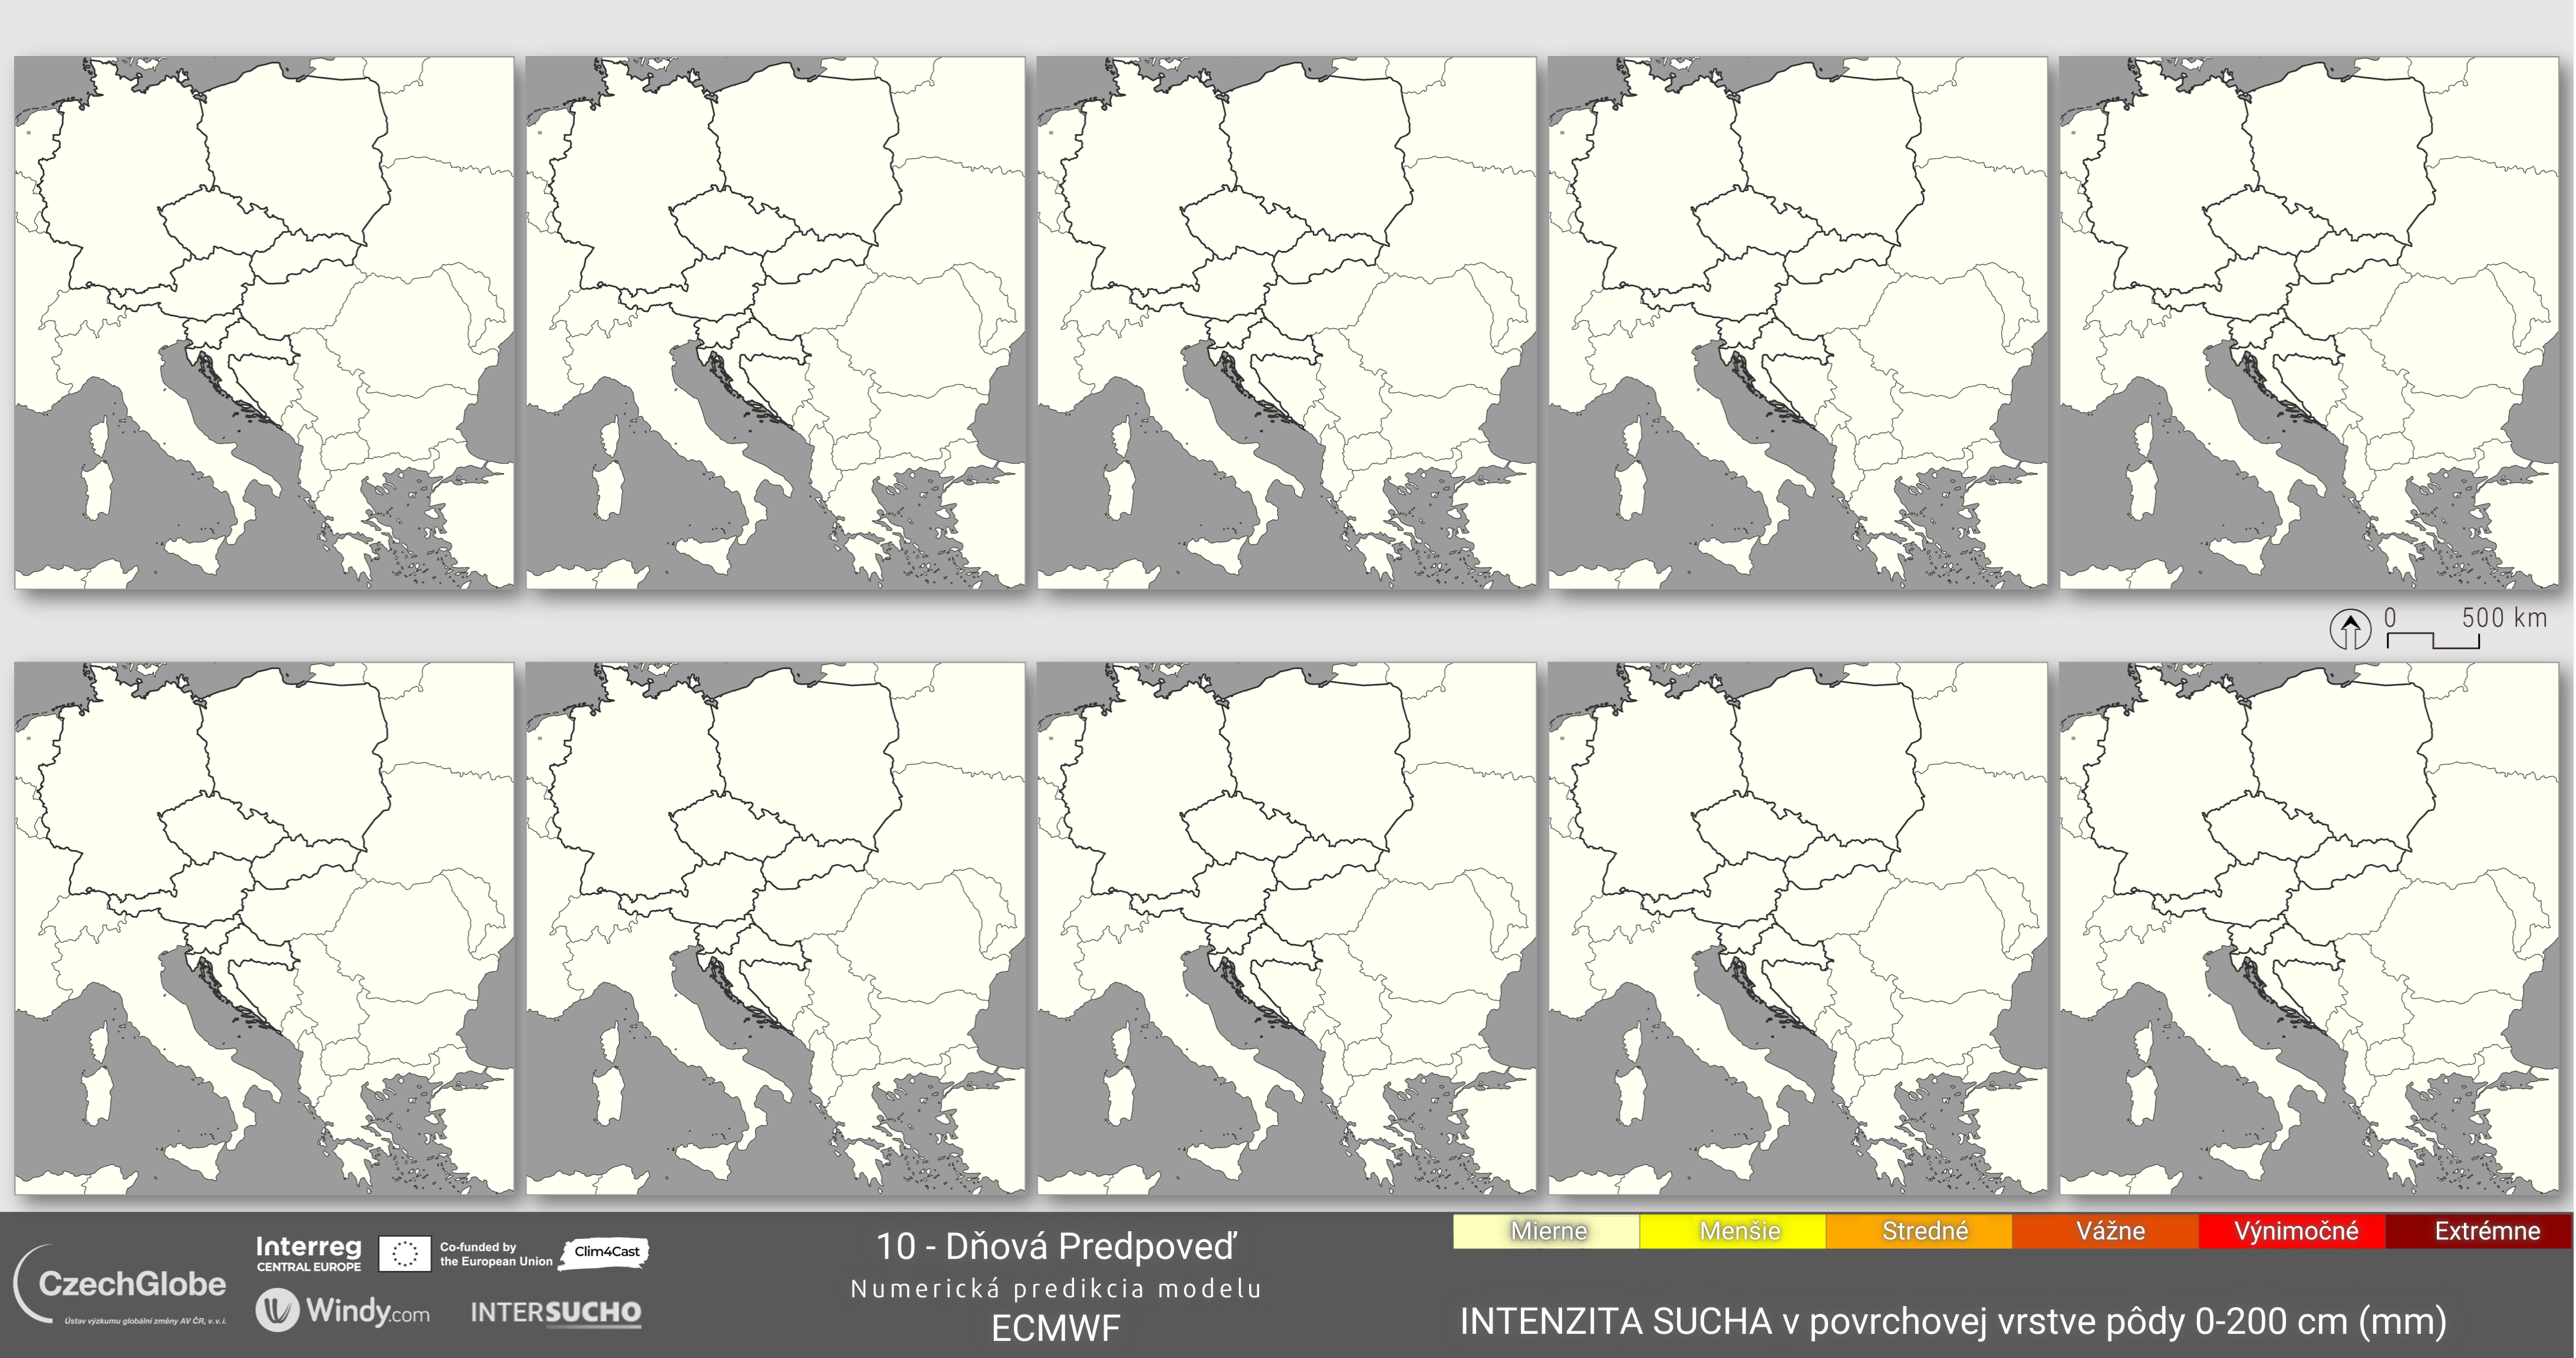 0 500 km
CzechGlobe
Ústav výzkumu globální změny AV ČR, v. v. i.
Interreg
CENTRAL EUROPE
Co-funded by
the European Union
Clim4Cast
Windy.com
INTERSUCHO
10 - Dňová Predpoveď
Numerická predikcia modelu
ECMWF
Mierne Menšie Stredné Vážne Výnimočné Extrémne
INTENZITA SUCHA v povrchovej vrstve pôdy 0-200 cm (mm)